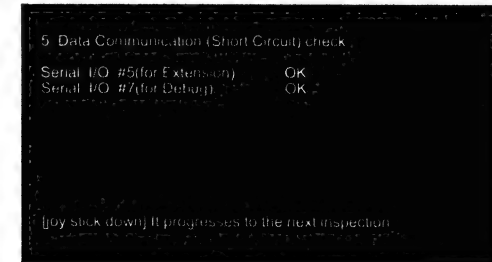 5. Data Communication (Short Circuit) check
Serial I/O #5(for Extension) OK
Serial I/O #7(for Debug) OK
[joy stick down] It progresses to the next inspection